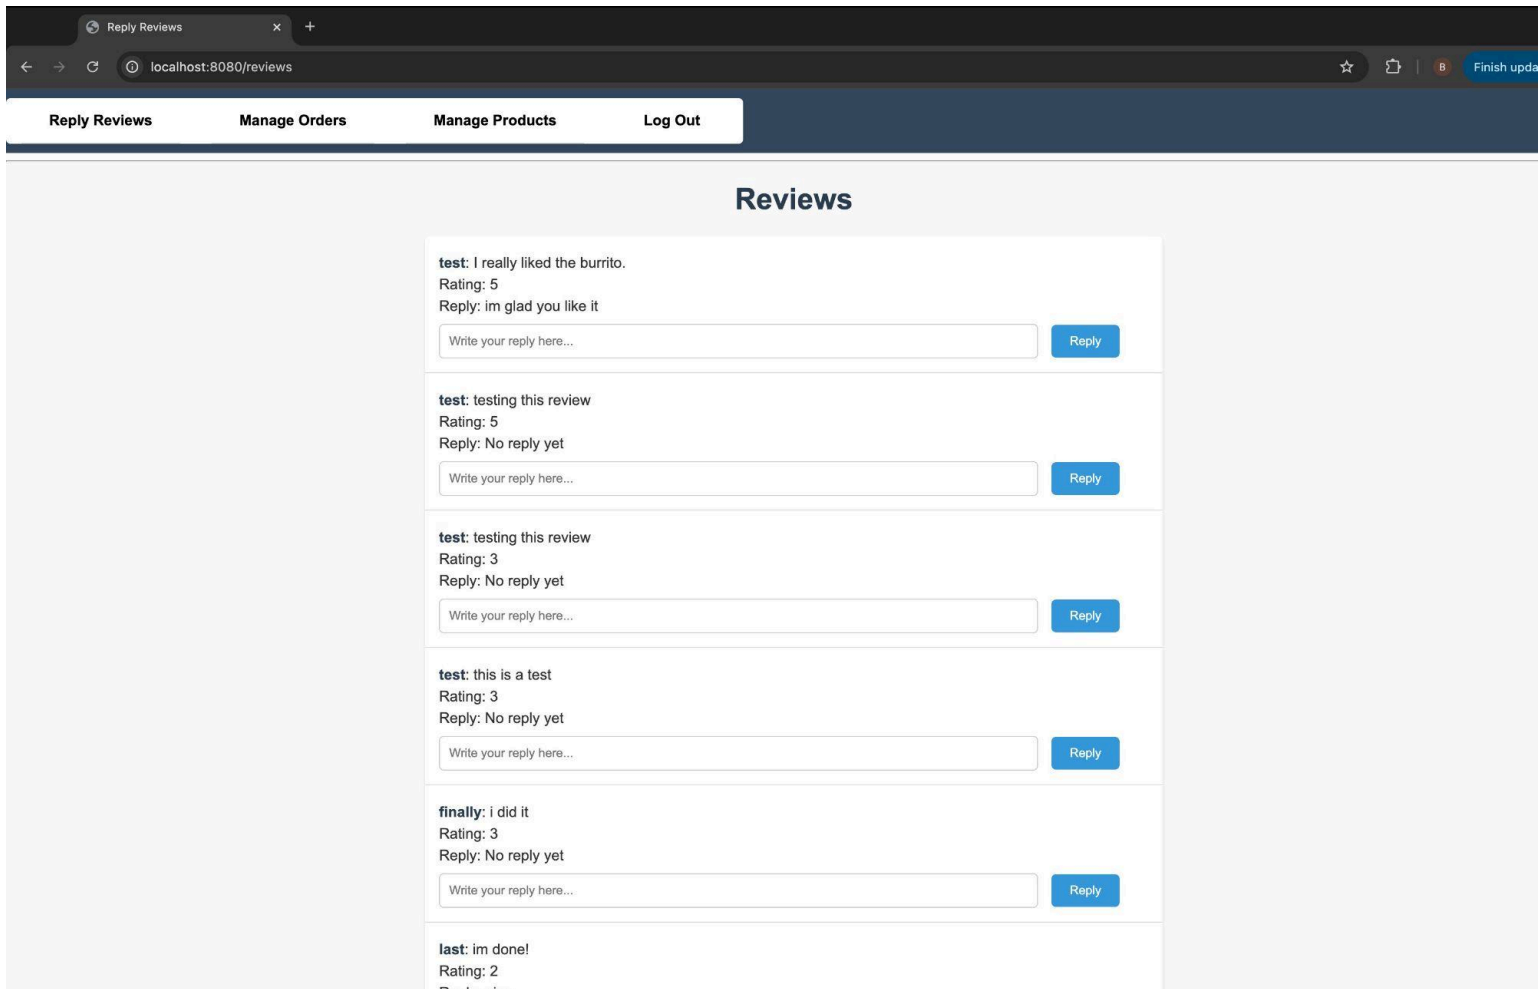 Reply Reviews
localhost:8080/reviews
B
Finish upda
Reply Reviews Manage Orders Manage Products Log Out
Reviews
test: I really liked the burrito.
Rating: 5
Reply: im glad you like it
Write your reply here... Reply
test: testing this review
Rating: 5
Reply: No reply yet
Write your reply here... Reply
test: testing this review
Rating: 3
Reply: No reply yet
Write your reply here... Reply
test: this is a test
Rating: 3
Reply: No reply yet
Write your reply here... Reply
finally: i did it
Rating: 3
Reply: No reply yet
Write your reply here... Reply
last: im done!
Rating: 2